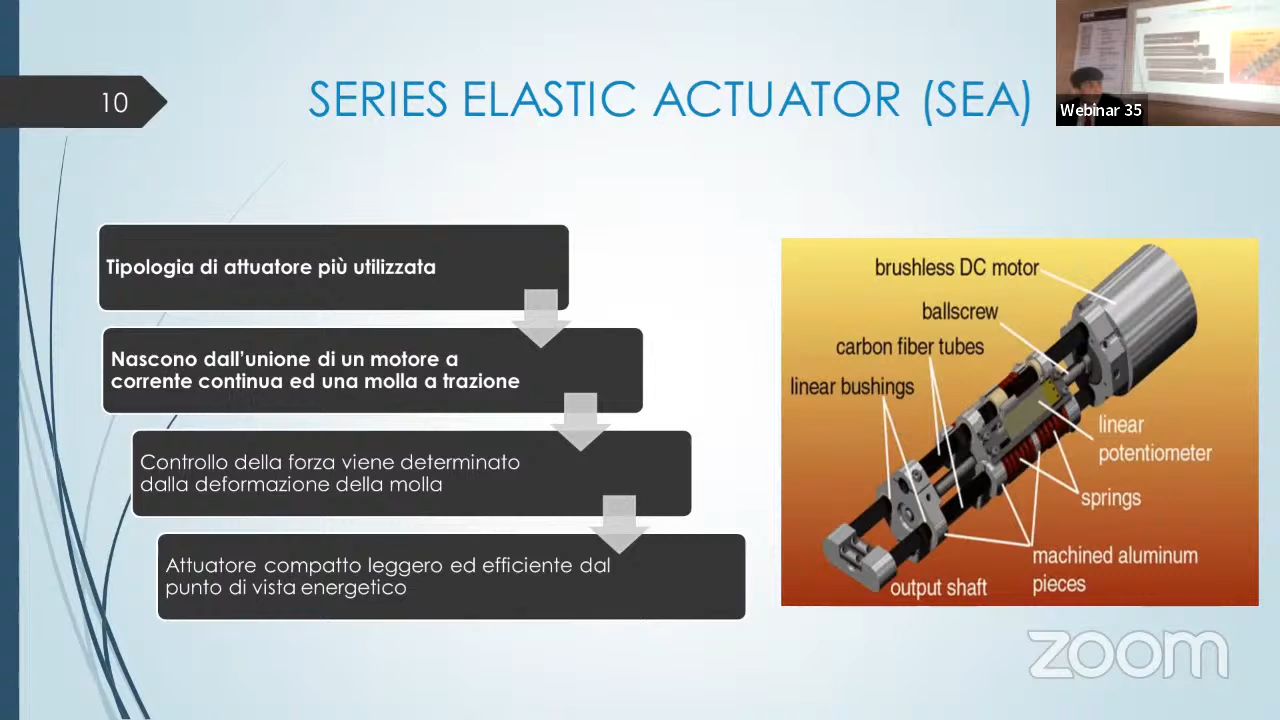 10
SERIES ELASTIC ACTUATOR (SEA)
Webinar 35
Tipologia di attuatore più utilizzata
Nascono dall’unione di un motore a
corrente continua ed una molla a trazione
Controllo della forza viene determinato
dalla deformazione della molla
Attuatore compatto leggero ed efficiente dal
punto di vista energetico
brushless DC motor
ballscrew
carbon fiber tubes
linear bushings
linear
potentiometer
springs
machined aluminum
pieces
output shaft
zoom